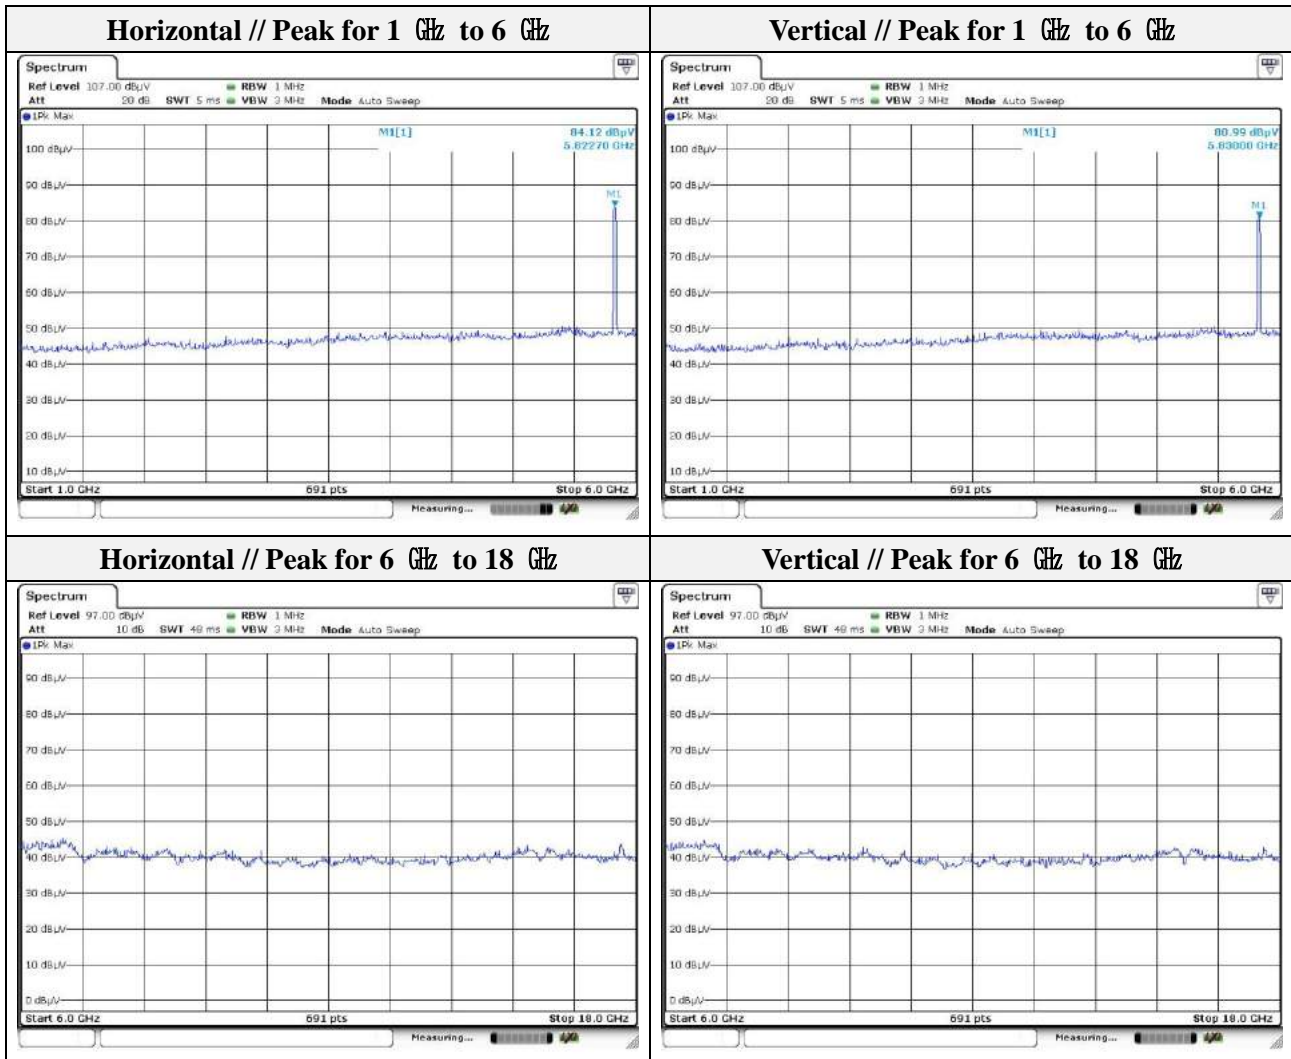 Horizontal // Peak for 1 ㎓ to 6 ㎓
Vertical // Peak for 1 ㎓ to 6 ㎓
Spectrum
Ref Level 107.00 dBµV RBW 1 MHz
Att 20 dB SWT 5 ms VBW 3 MHz Mode Auto Sweep
1Pk Max
M1[1] 84.12 dBµV
5.82270 GHz
100 dBµV
90 dBµV
M1
80 dBµV
70 dBµV
60 dBµV
50 dBµV
40 dBµV
30 dBµV
20 dBµV
10 dBµV
Start 1.0 GHz 691 pts Stop 6.0 GHz
Measuring...
Spectrum
Ref Level 107.00 dBµV RBW 1 MHz
Att 20 dB SWT 5 ms VBW 3 MHz Mode Auto Sweep
1Pk Max
M1[1] 80.99 dBµV
5.83000 GHz
100 dBµV
90 dBµV
M1
80 dBµV
70 dBµV
60 dBµV
50 dBµV
40 dBµV
30 dBµV
20 dBµV
10 dBµV
Start 1.0 GHz 691 pts Stop 6.0 GHz
Measuring...
Horizontal // Peak for 6 ㎓ to 18 ㎓
Vertical // Peak for 6 ㎓ to 18 ㎓
Spectrum
Ref Level 97.00 dBµV RBW 1 MHz
Att 10 dB SWT 48 ms VBW 3 MHz Mode Auto Sweep
1Pk Max
90 dBµV
80 dBµV
70 dBµV
60 dBµV
50 dBµV
40 dBµV
30 dBµV
20 dBµV
10 dBµV
0 dBµV
Start 6.0 GHz 691 pts Stop 18.0 GHz
Measuring...
Spectrum
Ref Level 97.00 dBµV RBW 1 MHz
Att 10 dB SWT 48 ms VBW 3 MHz Mode Auto Sweep
1Pk Max
90 dBµV
80 dBµV
70 dBµV
60 dBµV
50 dBµV
40 dBµV
30 dBµV
20 dBµV
10 dBµV
0 dBµV
Start 6.0 GHz 691 pts Stop 18.0 GHz
Measuring...